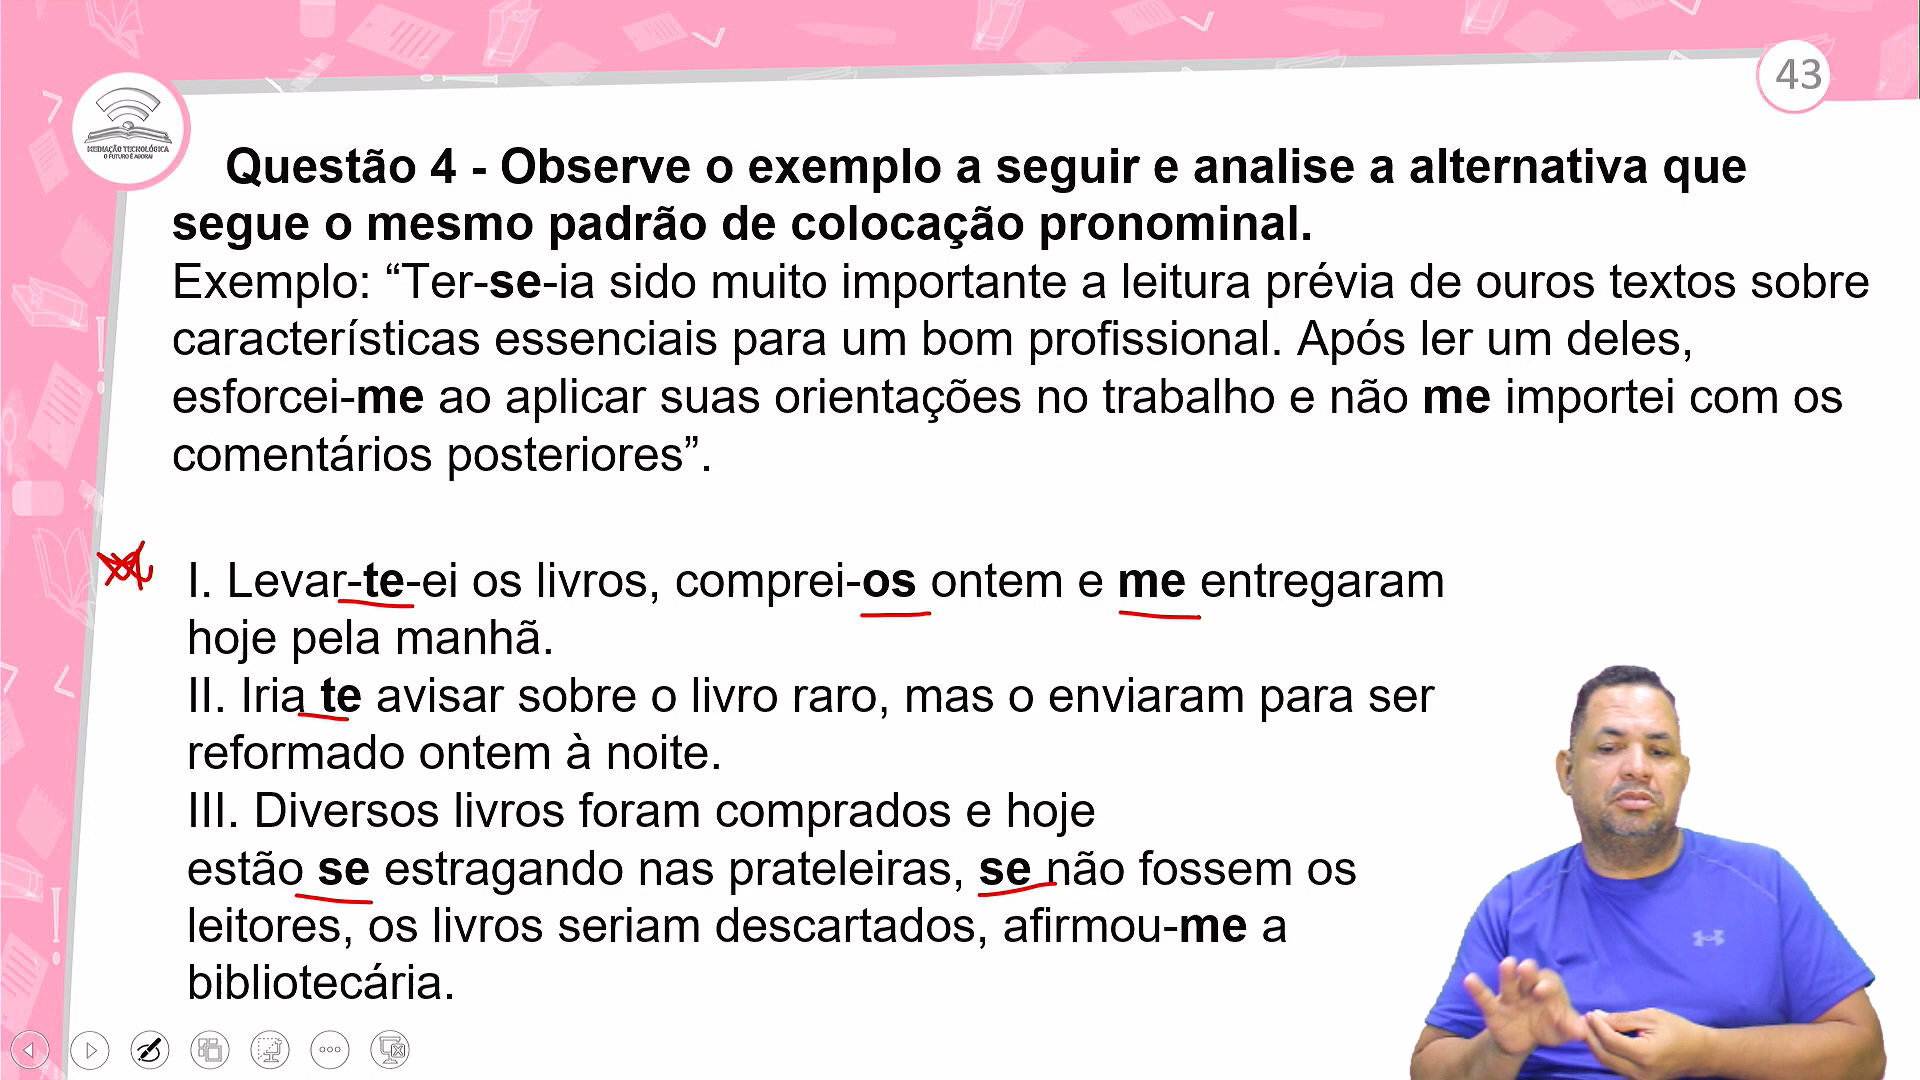 43
MEDIAÇÃO TECNOLÓGICA
O FUTURO É AGORA!
Questão 4 - Observe o exemplo a seguir e analise a alternativa que
segue o mesmo padrão de colocação pronominal.
Exemplo: “Ter-se-ia sido muito importante a leitura prévia de ouros textos sobre
características essenciais para um bom profissional. Após ler um deles,
esforcei-me ao aplicar suas orientações no trabalho e não me importei com os
comentários posteriores”.
I. Levar-te-ei os livros, comprei-os ontem e me entregaram
hoje pela manhã.
II. Iria te avisar sobre o livro raro, mas o enviaram para ser
reformado ontem à noite.
III. Diversos livros foram comprados e hoje
estão se estragando nas prateleiras, se não fossem os
leitores, os livros seriam descartados, afirmou-me a
bibliotecária.